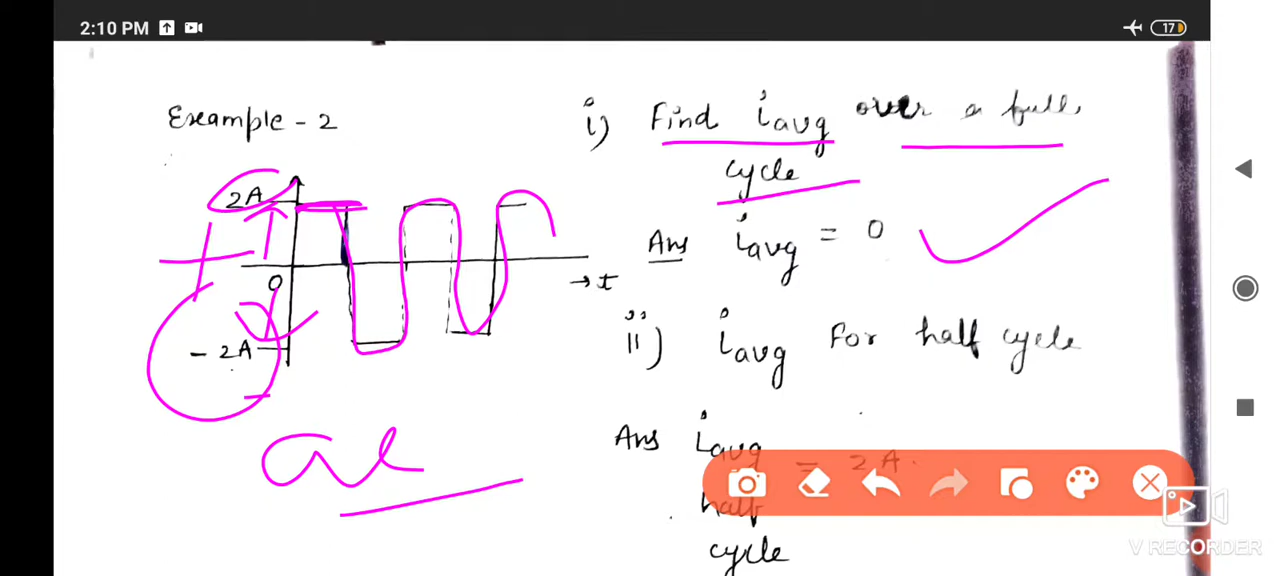 2:10 PM
17
Example - 2
i) Find iavg over a full
cycle
2A
Ans iavg = 0
0
→ t
ii) iavg For half cycle
- 2A
Ans iavg = 2A.
half
cycle
ac
V RECORDER